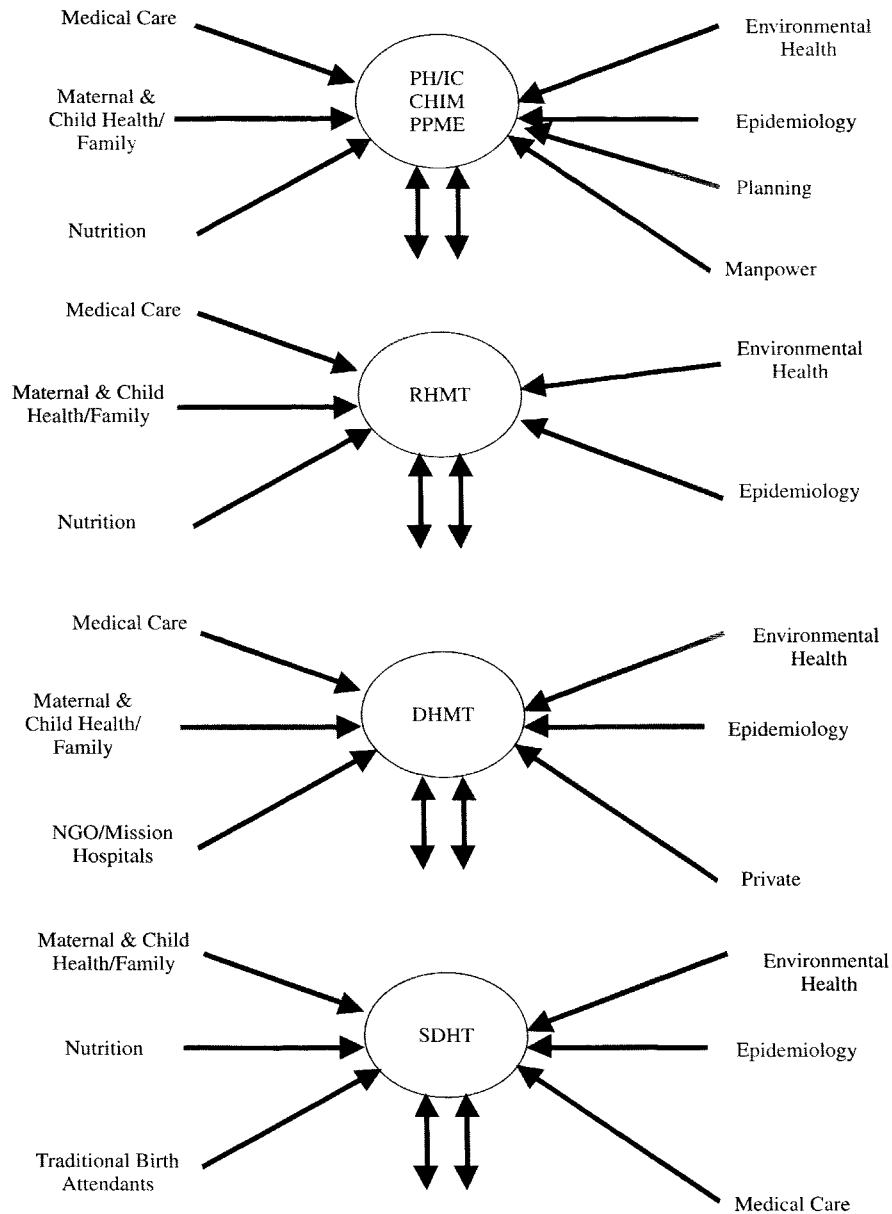 Medical Care
Environmental
Health
PH/IC
CHIM
PPME
Maternal &
Child Health/
Family
Epidemiology
Planning
Nutrition
Manpower
Medical Care
Environmental
Health
Maternal & Child
Health/Family
RHMT
Nutrition
Epidemiology
Medical Care
Environmental
Health
Maternal &
Child Health/
Family
DHMT
Epidemiology
NGO/Mission
Hospitals
Private
Maternal & Child
Health/Family
Environmental
Health
Nutrition
SDHT
Epidemiology
Traditional Birth
Attendants
Medical Care